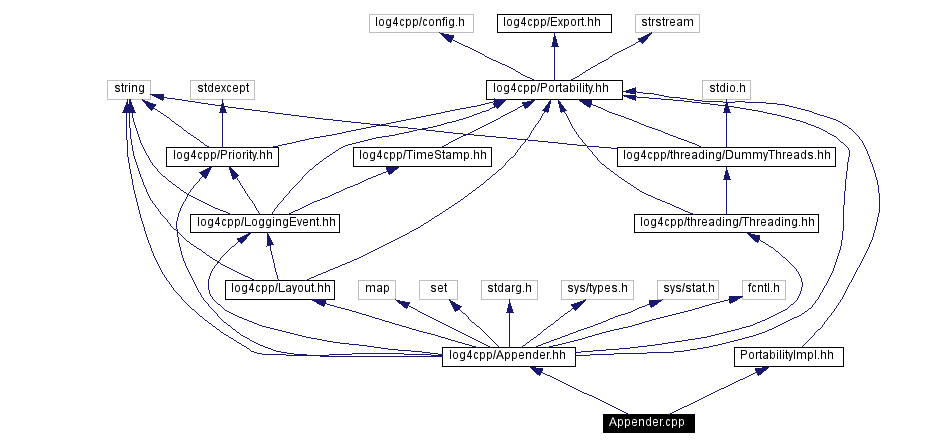 log4cpp/config.h
log4cpp/Export.hh
strstream
string
stdexcept
log4cpp/Portability.hh
stdio.h
log4cpp/Priority.hh
log4cpp/TimeStamp.hh
log4cpp/threading/DummyThreads.hh
log4cpp/LoggingEvent.hh
log4cpp/threading/Threading.hh
log4cpp/Layout.hh
map
set
stdarg.h
sys/types.h
sys/stat.h
fcntl.h
log4cpp/Appender.hh
PortabilityImpl.hh
Appender.cpp